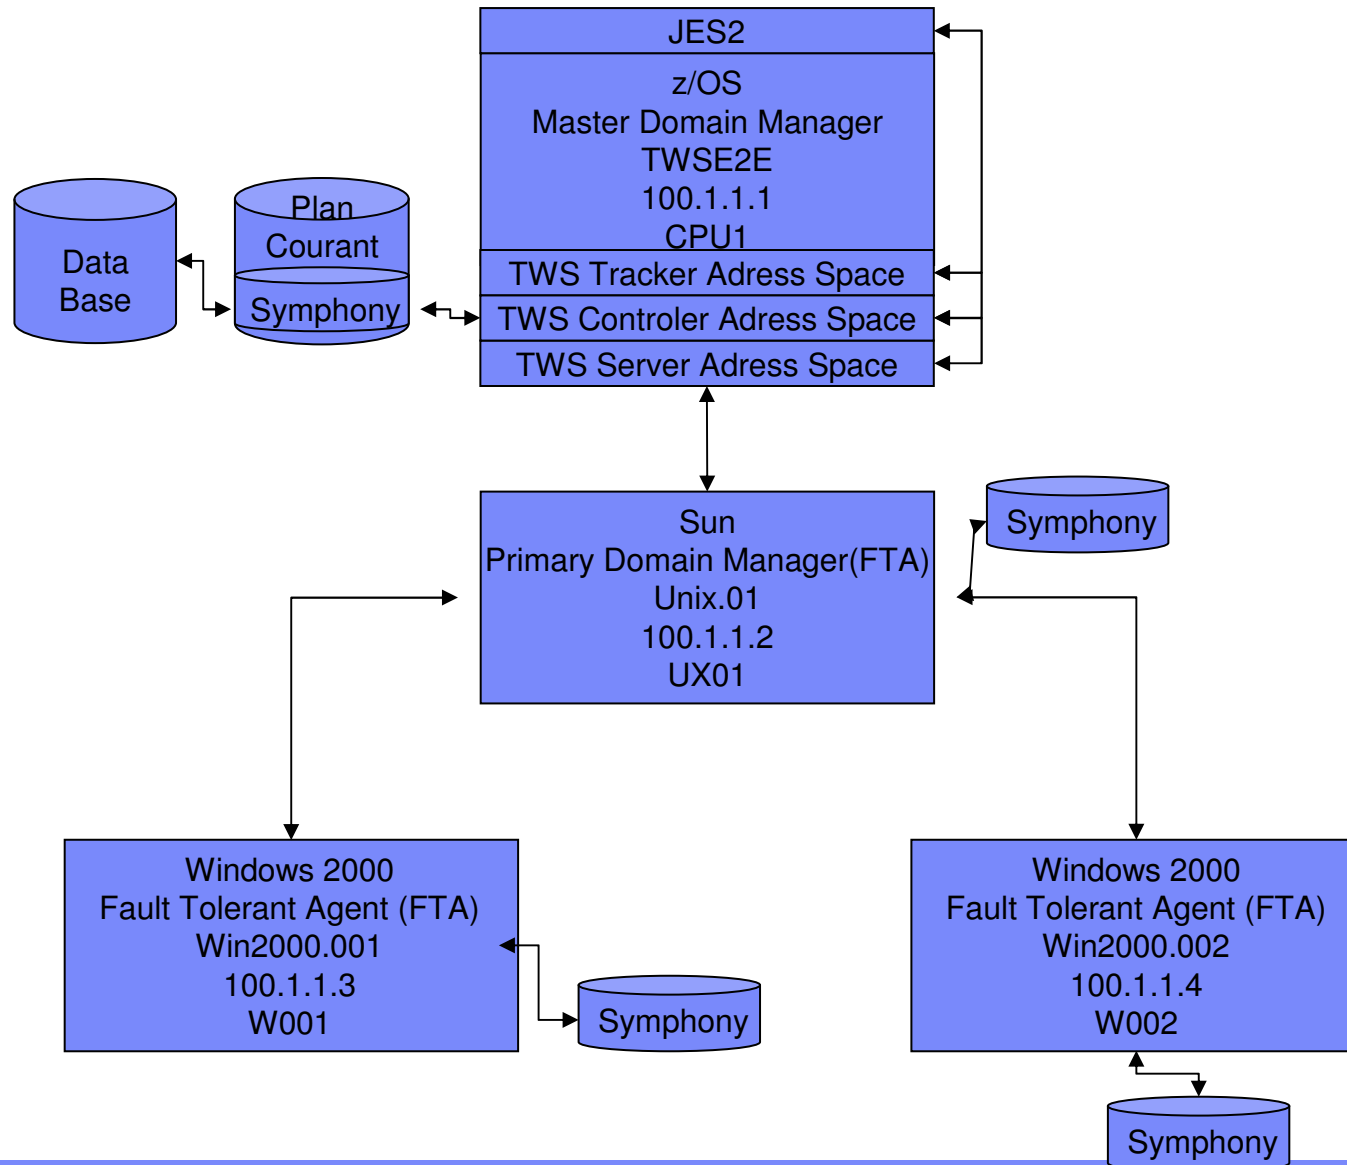 JES2
z/OS
Master Domain Manager
TWSE2E
100.1.1.1
CPU1
TWS Tracker Adress Space
TWS Controler Adress Space
TWS Server Adress Space
Data
Base
Plan
Courant
Symphony
Sun
Primary Domain Manager(FTA)
Unix.01
100.1.1.2
UX01
Symphony
Windows 2000
Fault Tolerant Agent (FTA)
Win2000.001
100.1.1.3
W001
Symphony
Windows 2000
Fault Tolerant Agent (FTA)
Win2000.002
100.1.1.4
W002
Symphony